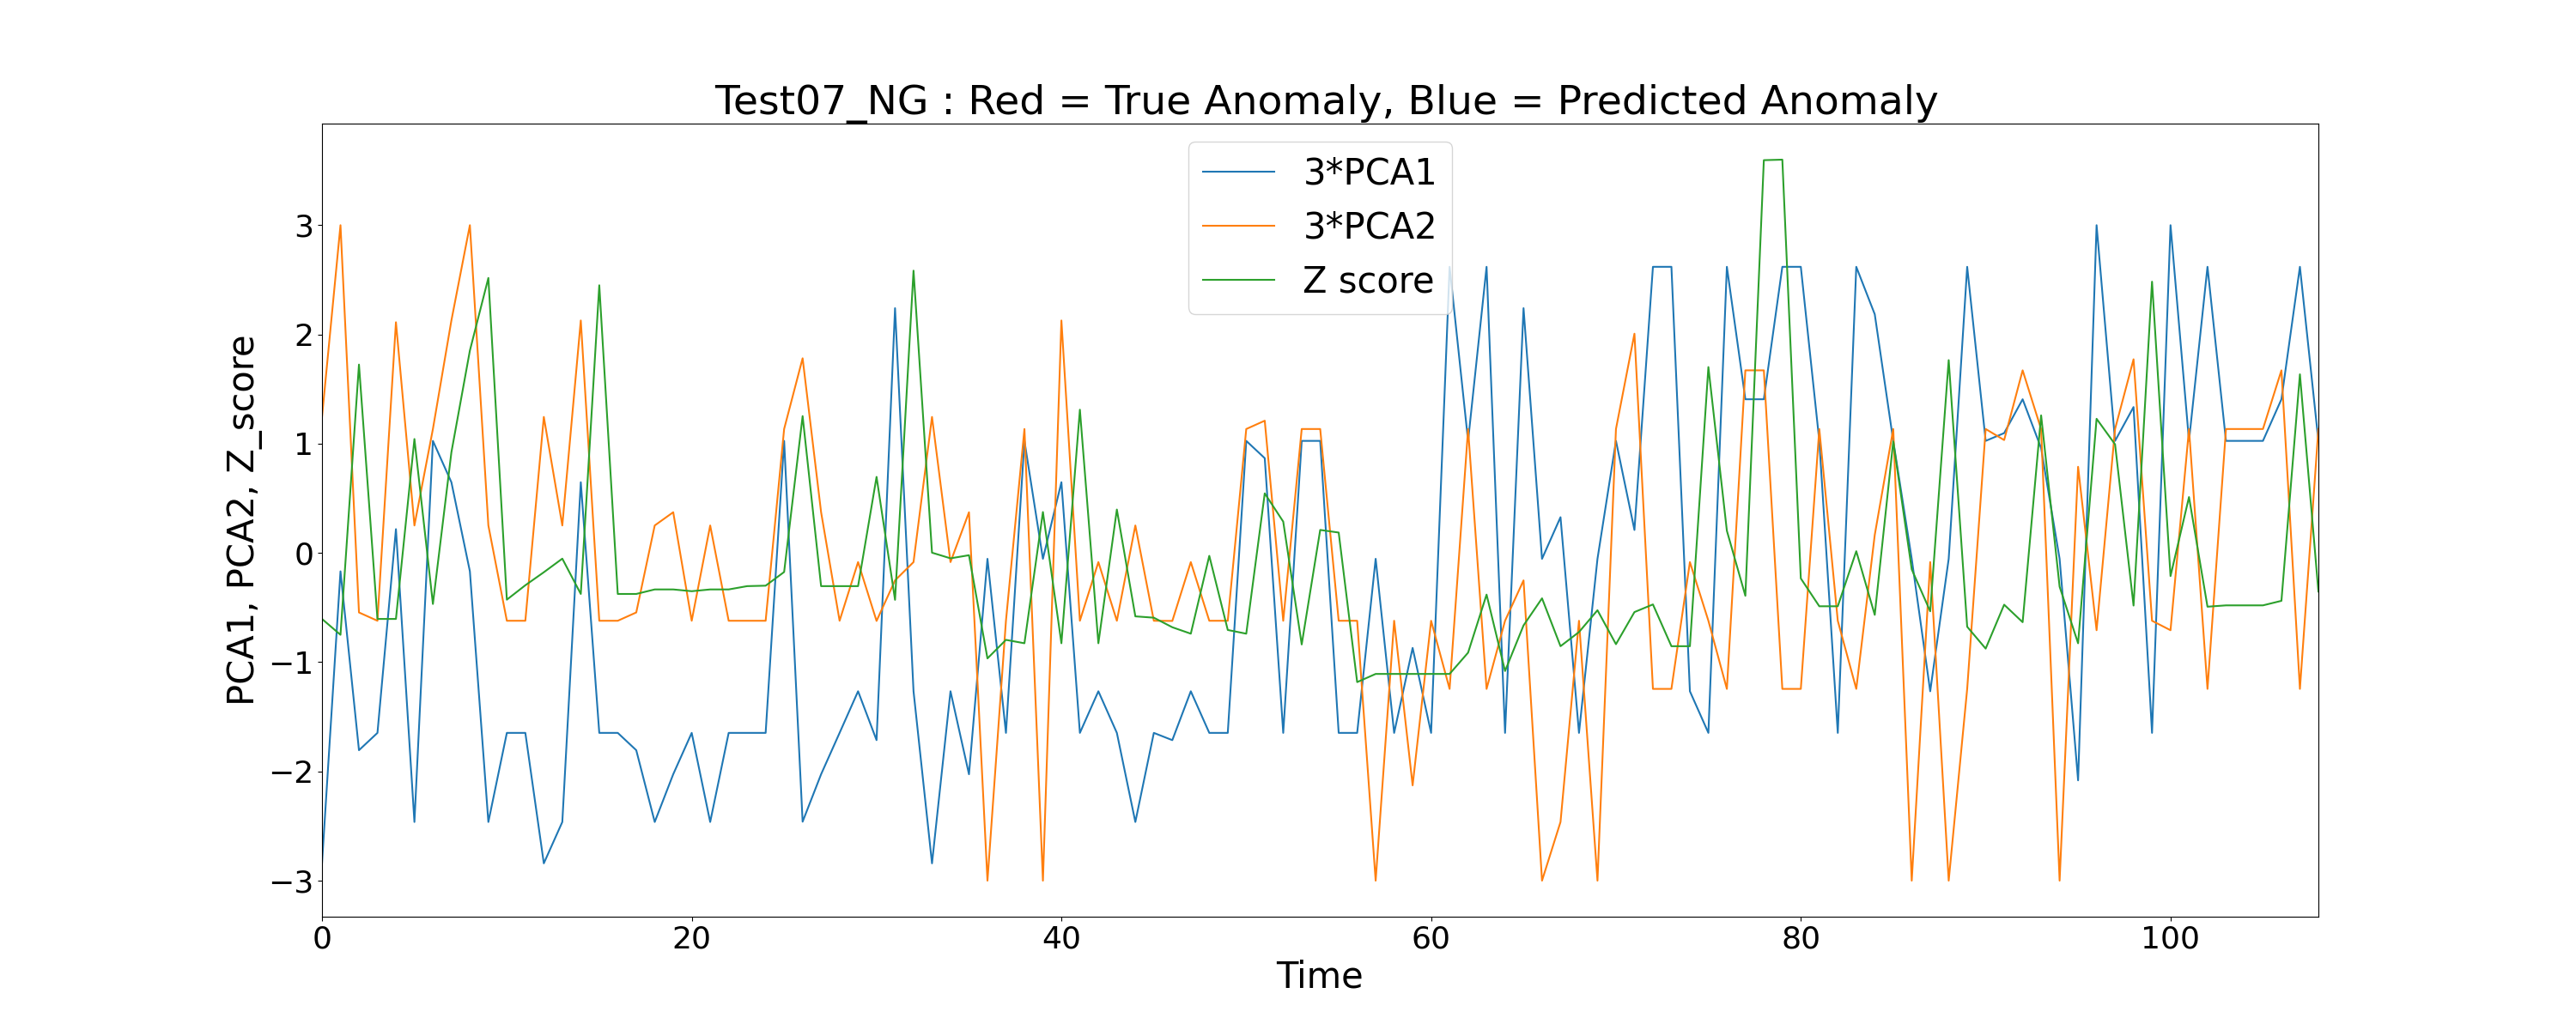 Test07_NG : Red = True Anomaly, Blue = Predicted Anomaly
3*PCA1
3*PCA2
Z score
PCA1, PCA2, Z_score
3
2
1
0
−1
−2
−3
0 20 40 60 80 100
Time